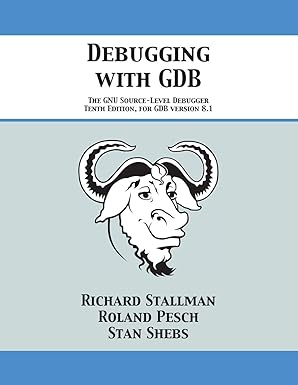 Debugging
with GDB
The GNU Source-Level Debugger
Tenth Edition, for GDB version 8.1
Richard Stallman
Roland Pesch
Stan Shebs